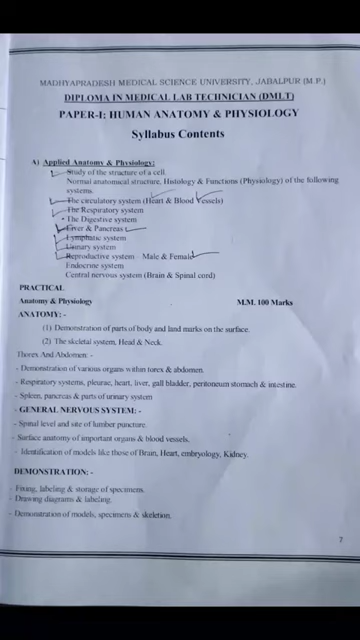 MADHYAPRADESH MEDICAL SCIENCE UNIVERSITY, JABALPUR (M.P.)
DIPLOMA IN MEDICAL LAB TECHNICIAN (DMLT)
PAPER-I: HUMAN ANATOMY & PHYSIOLOGY
Syllabus Contents
A) Applied Anatomy & Physiology:
Study of the structure of a cell.
Normal anatomical structure, Histology & Functions (Physiology) of the following
systems.
The circulatory system (Heart & Blood Vessels)
The Respiratory system
• The Digestive system
Liver & Pancreas
Lymphatic system
Urinary system
Reproductive system - Male & Female
Endocrine system
Central nervous system (Brain & Spinal cord)
PRACTICAL
Anatomy & Physiology M.M. 100 Marks
ANATOMY: -
(1) Demonstration of parts of body and land marks on the surface.
(2) The skeletal system, Head & Neck.
Thorex And Abdomen: -
- Demonstration of various organs within torex & abdomen.
- Respiratory systems, pleurae, heart, liver, gall bladder, peritoneum stomach & intestine.
- Spleen, pancreas & parts of urinary system
- GENERAL NERVOUS SYSTEM: -
- Spinal level and site of lumber puncture.
- Surface anatomy of important organs & blood vessels.
- Identification of models like those of Brain, Heart, embryology, Kidney.
DEMONSTRATION: -
- Fixing, labeling & storage of specimens.
- Drawing diagrams & labeling.
- Demonstration of models, specimens & skeletion.
7